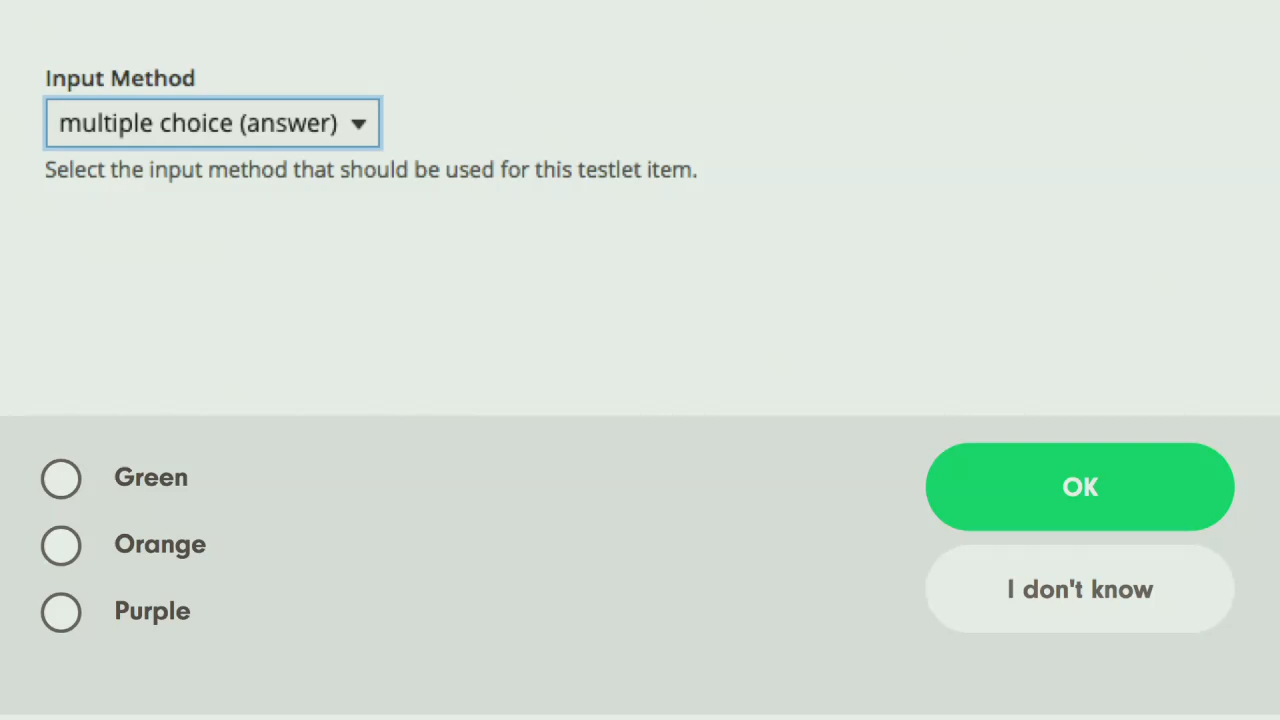 Input Method
multiple choice (answer)
Select the input method that should be used for this testlet item.
Green
Orange
Purple
OK
I don't know